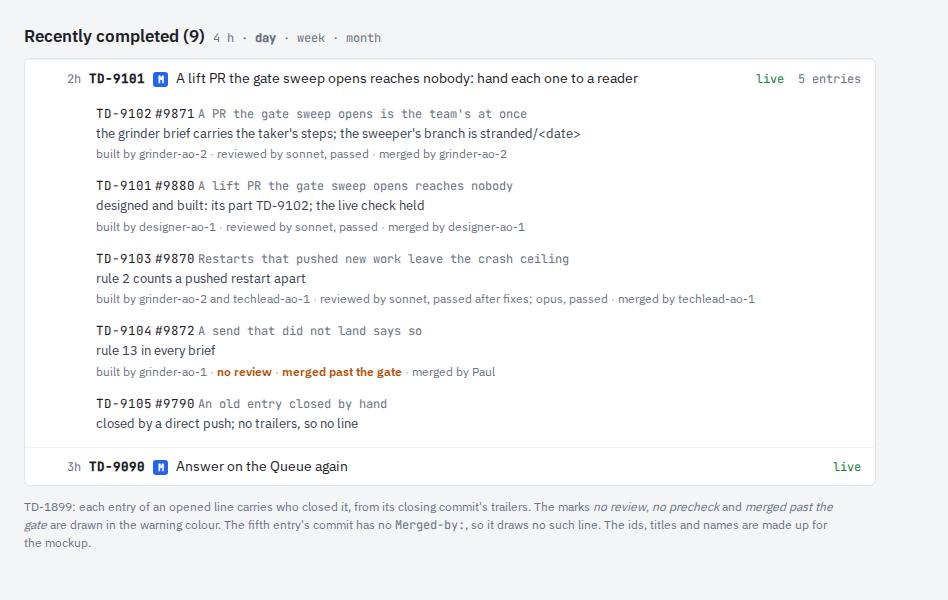 Recently completed (9) 4 h · day · week · month
2h TD-9101 M A lift PR the gate sweep opens reaches nobody: hand each one to a reader live 5 entries
TD-9102 #9871 A PR the gate sweep opens is the team's at once
the grinder brief carries the taker's steps; the sweeper's branch is stranded/<date>
built by grinder-ao-2 · reviewed by sonnet, passed · merged by grinder-ao-2
TD-9101 #9880 A lift PR the gate sweep opens reaches nobody
designed and built: its part TD-9102; the live check held
built by designer-ao-1 · reviewed by sonnet, passed · merged by designer-ao-1
TD-9103 #9870 Restarts that pushed new work leave the crash ceiling
rule 2 counts a pushed restart apart
built by grinder-ao-2 and techlead-ao-1 · reviewed by sonnet, passed after fixes; opus, passed · merged by techlead-ao-1
TD-9104 #9872 A send that did not land says so
rule 13 in every brief
built by grinder-ao-1 · no review · merged past the gate · merged by Paul
TD-9105 #9790 An old entry closed by hand
closed by a direct push; no trailers, so no line
3h TD-9090 M Answer on the Queue again live
TD-1899: each entry of an opened line carries who closed it, from its closing commit's trailers. The marks no review, no precheck and merged past the
gate are drawn in the warning colour. The fifth entry's commit has no Merged-by:, so it draws no such line. The ids, titles and names are made up for
the mockup.